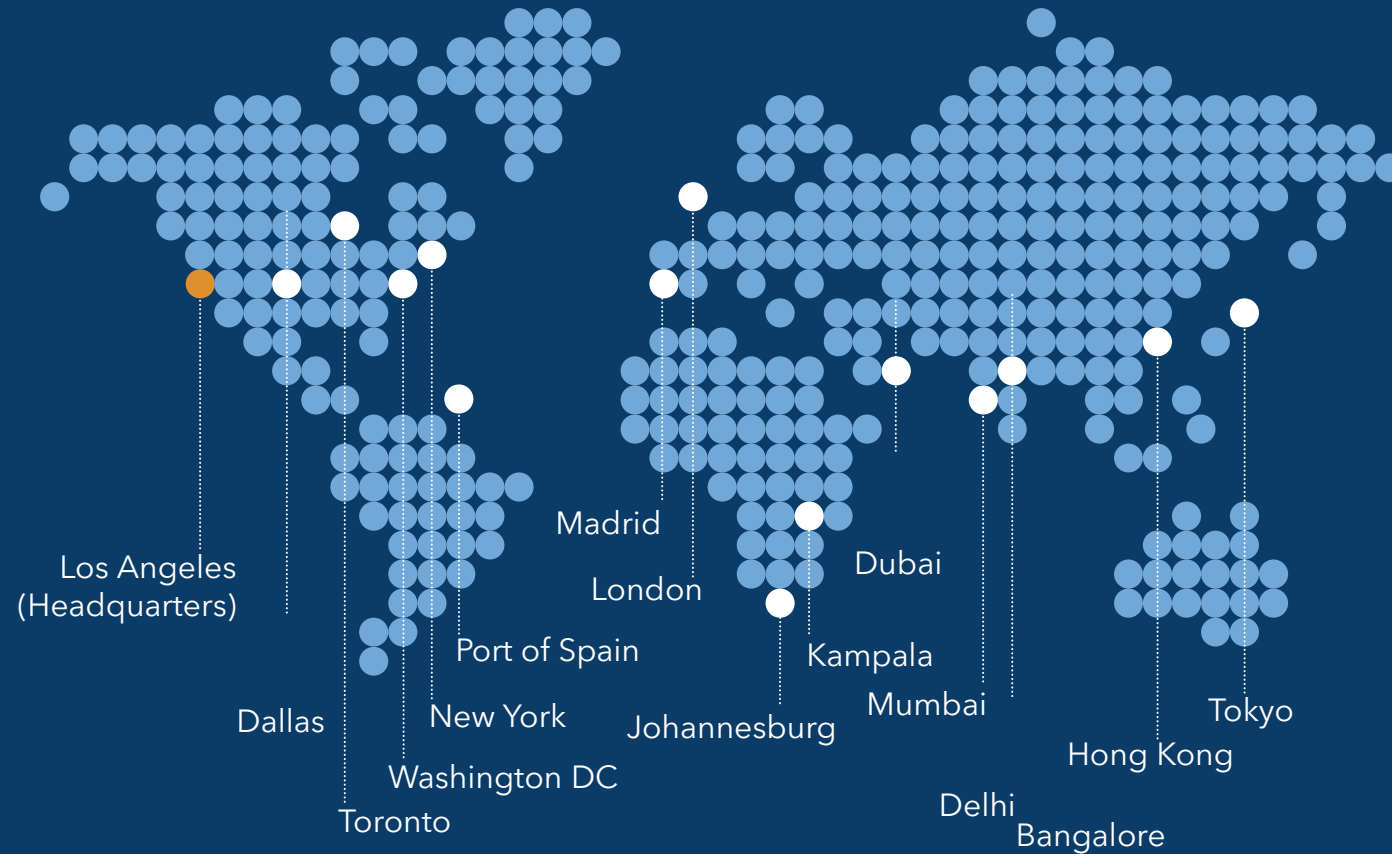 Madrid
Dubai
Los Angeles
(Headquarters)
London
Port of Spain
Kampala
Mumbai
Dallas
New York
Johannesburg
Tokyo
Hong Kong
Washington DC
Delhi
Toronto
Bangalore